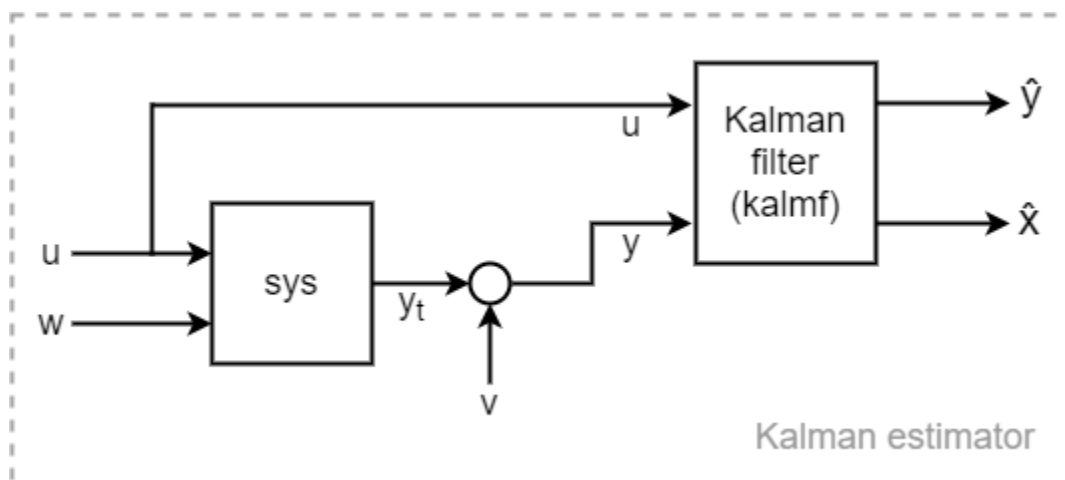 u
Kalman
filter
(kalmf)
ŷ
u
sys
y
x̂
w
yt
v
Kalman estimator